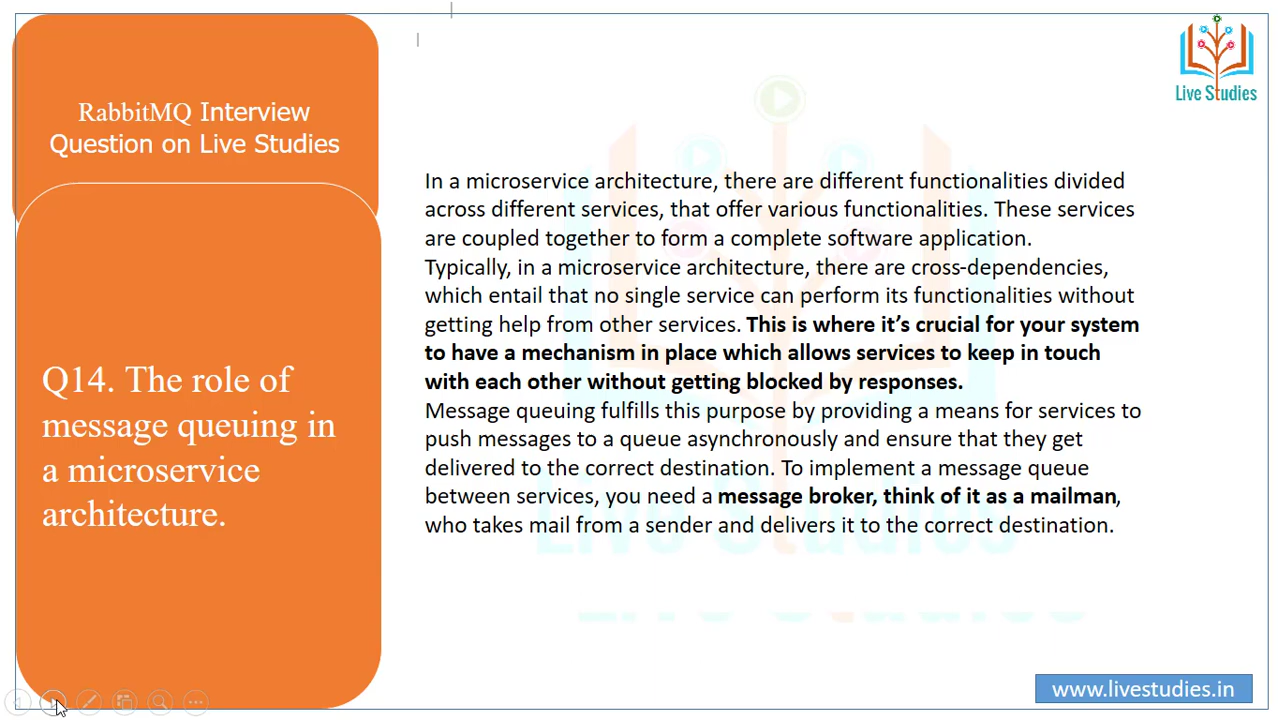 RabbitMQ Interview
Question on Live Studies
Q14. The role of
message queuing in
a microservice
architecture.
Live Studies
In a microservice architecture, there are different functionalities divided
across different services, that offer various functionalities. These services
are coupled together to form a complete software application.
Typically, in a microservice architecture, there are cross-dependencies,
which entail that no single service can perform its functionalities without
getting help from other services. This is where it's crucial for your system
to have a mechanism in place which allows services to keep in touch
with each other without getting blocked by responses.
Message queuing fulfills this purpose by providing a means for services to
push messages to a queue asynchronously and ensure that they get
delivered to the correct destination. To implement a message queue
between services, you need a message broker, think of it as a mailman,
who takes mail from a sender and delivers it to the correct destination.
Live Studies
www.livestudies.in